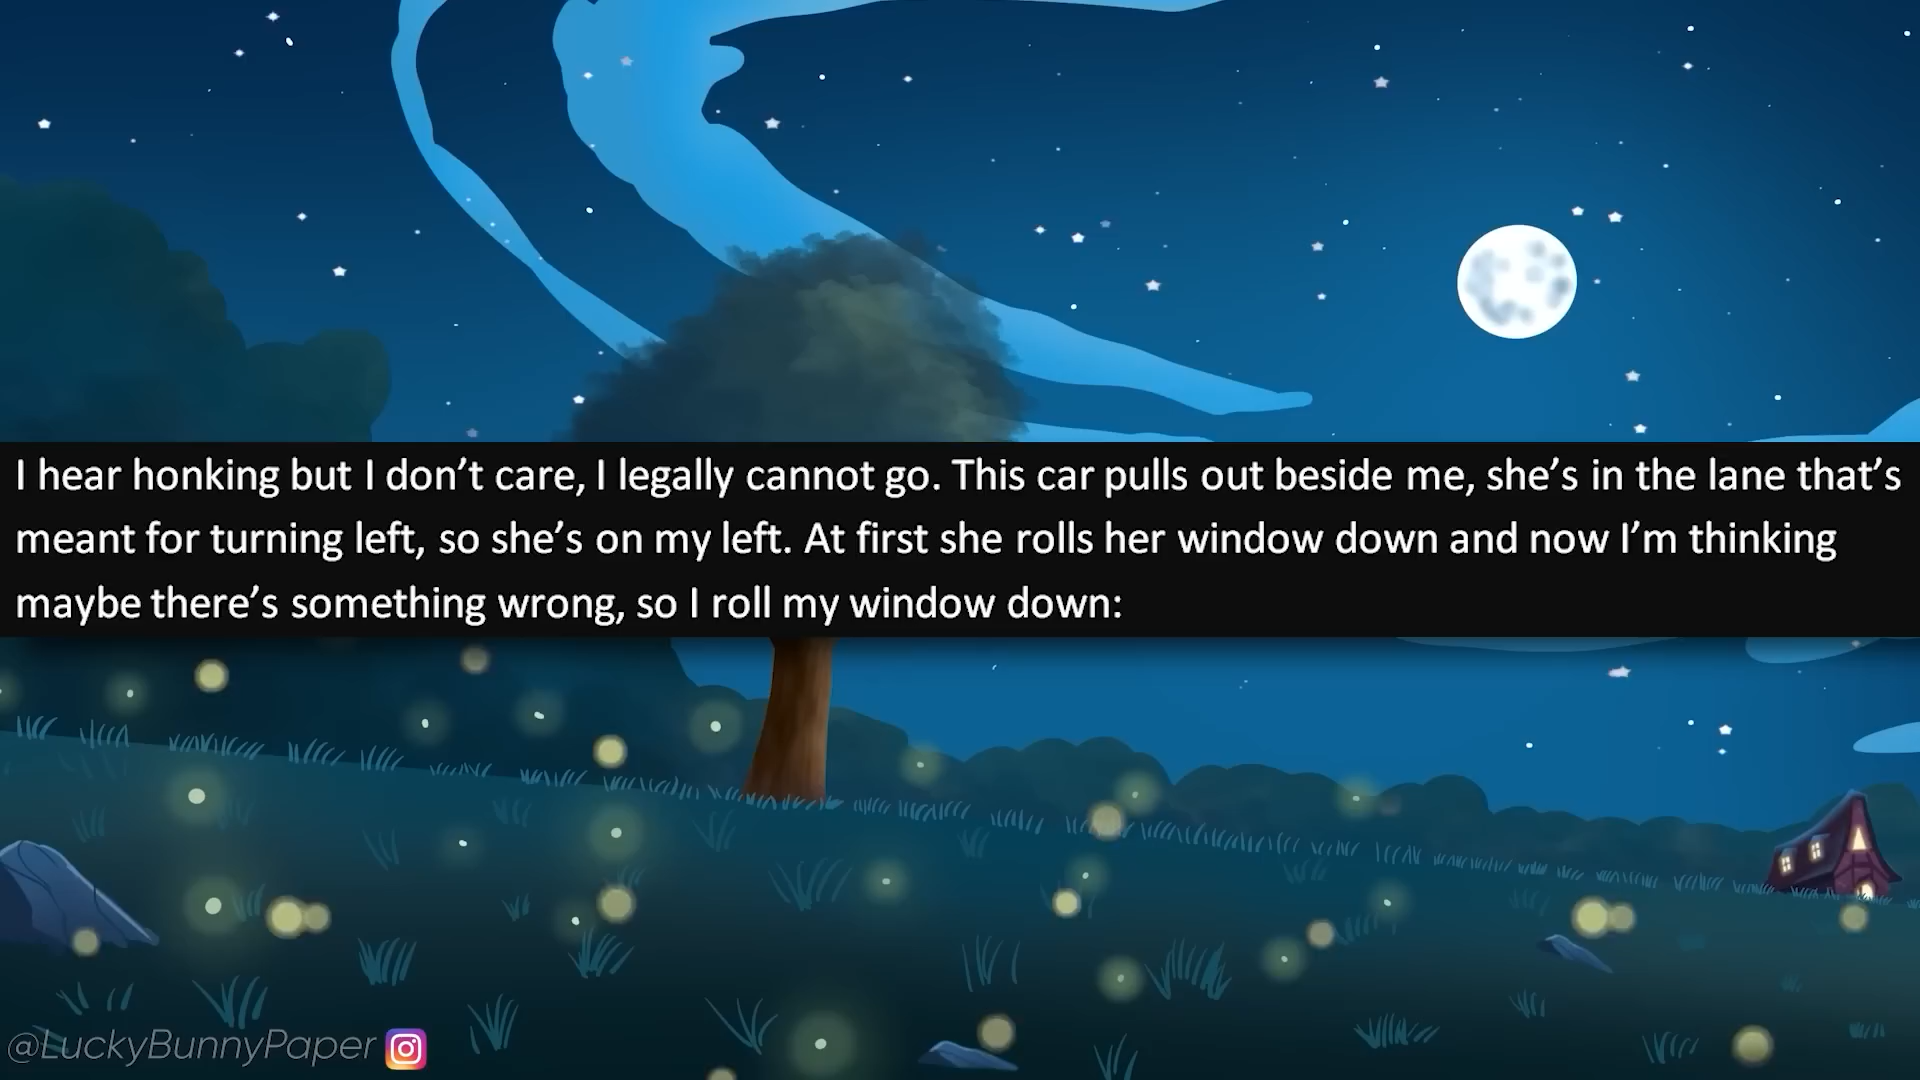 I hear honking but I don’t care, I legally cannot go. This car pulls out beside me, she’s in the lane that’s
meant for turning left, so she’s on my left. At first she rolls her window down and now I’m thinking
maybe there’s something wrong, so I roll my window down:
@LuckyBunnyPaper